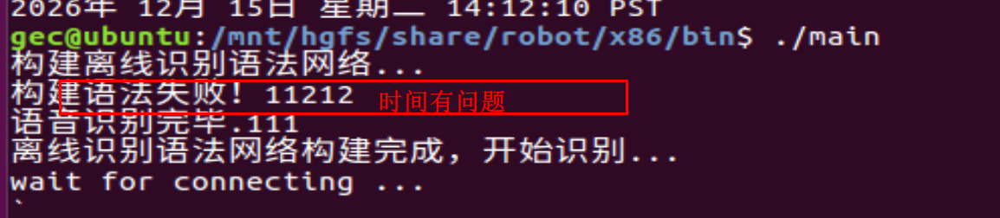 2026年 12月 15日 星期二 14:12:10 PST
gec@ubuntu:/mnt/hgfs/share/robot/x86/bin$ ./main
构建离线识别语法网络...
构建语法失败！11212 时间有问题
语音识别完毕.111
离线识别语法网络构建完成，开始识别...
wait for connecting ...
`